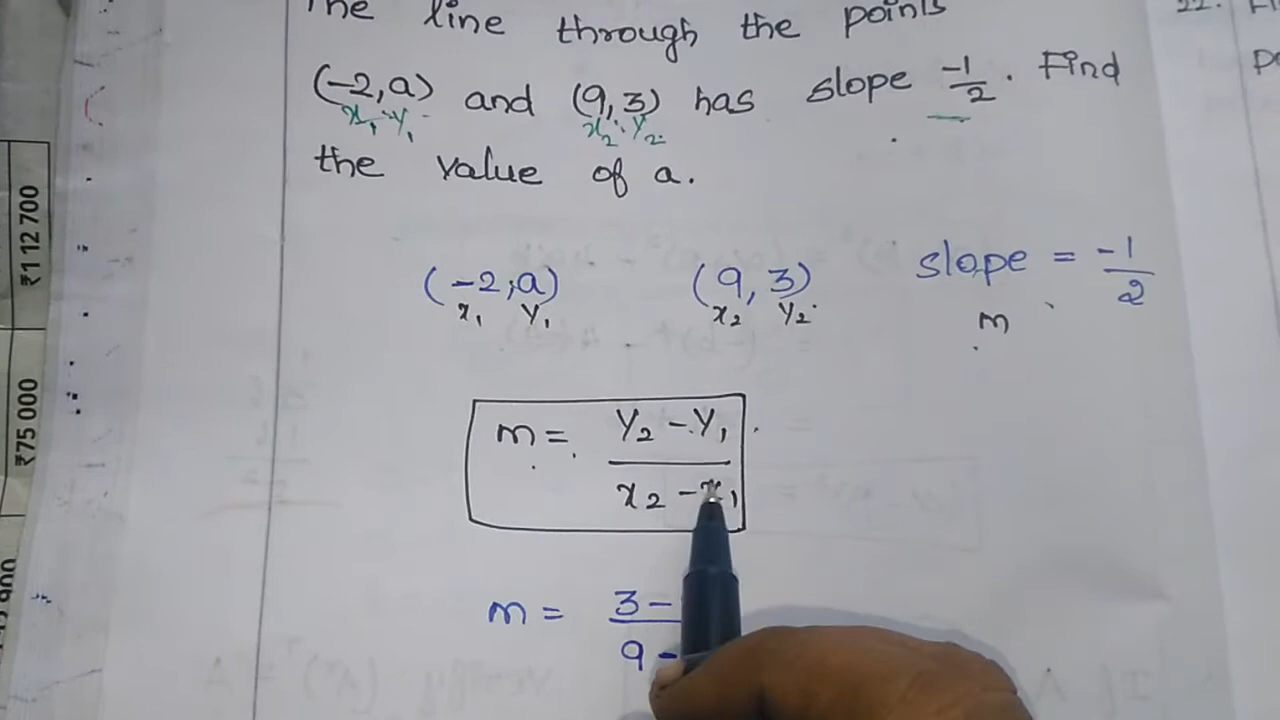 The line through the points
(-2,a) and (9,3) has slope -1/2. Find
x₁ y₁ x₂ y₂
the value of a.
(-2,a) (9,3) slope = -1/2
x₁ y₁ x₂ y₂ m
m = y₂ - y₁ / x₂ - x₁
m = 3 - / 9 -
₹1 12 700
₹75 000